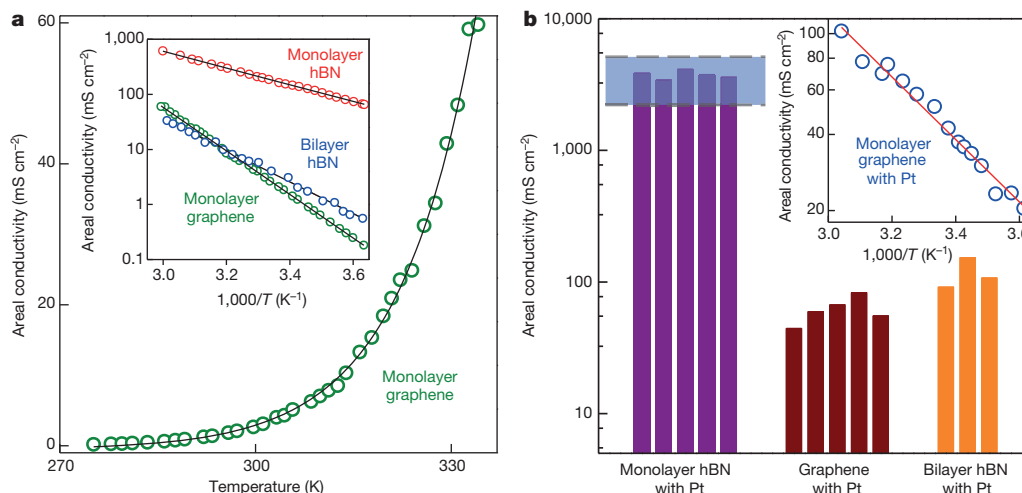 a
60
40
20
0
Areal conductivity (mS cm⁻²)
270
300
330
Temperature (K)
Monolayer
graphene
1,000
100
10
1
0.1
Areal conductivity (mS cm⁻²)
Monolayer
hBN
Bilayer
hBN
Monolayer
graphene
3.0
3.2
3.4
3.6
1,000/T (K⁻¹)
b
10,000
1,000
100
10
Areal conductivity (mS cm⁻²)
Monolayer hBN
with Pt
Graphene
with Pt
Bilayer hBN
with Pt
100
80
60
40
20
Areal conductivity (mS cm⁻²)
Monolayer
graphene
with Pt
3.0
3.2
3.4
3.6
1,000/T (K⁻¹)